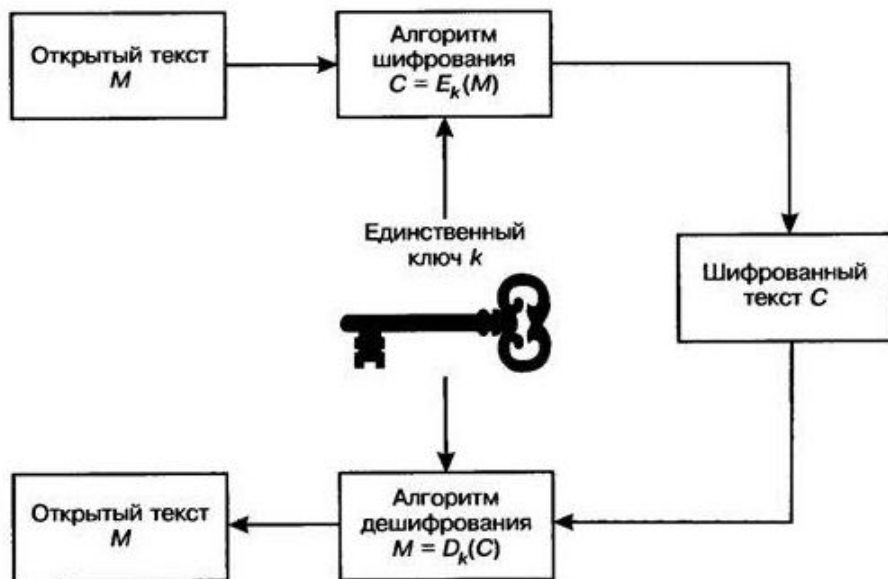 Открытый текст
M
Алгоритм
шифрования
C = Eₖ(M)
Единственный
ключ k
Шифрованный
текст C
Открытый текст
M
Алгоритм
дешифрования
M = Dₖ(C)